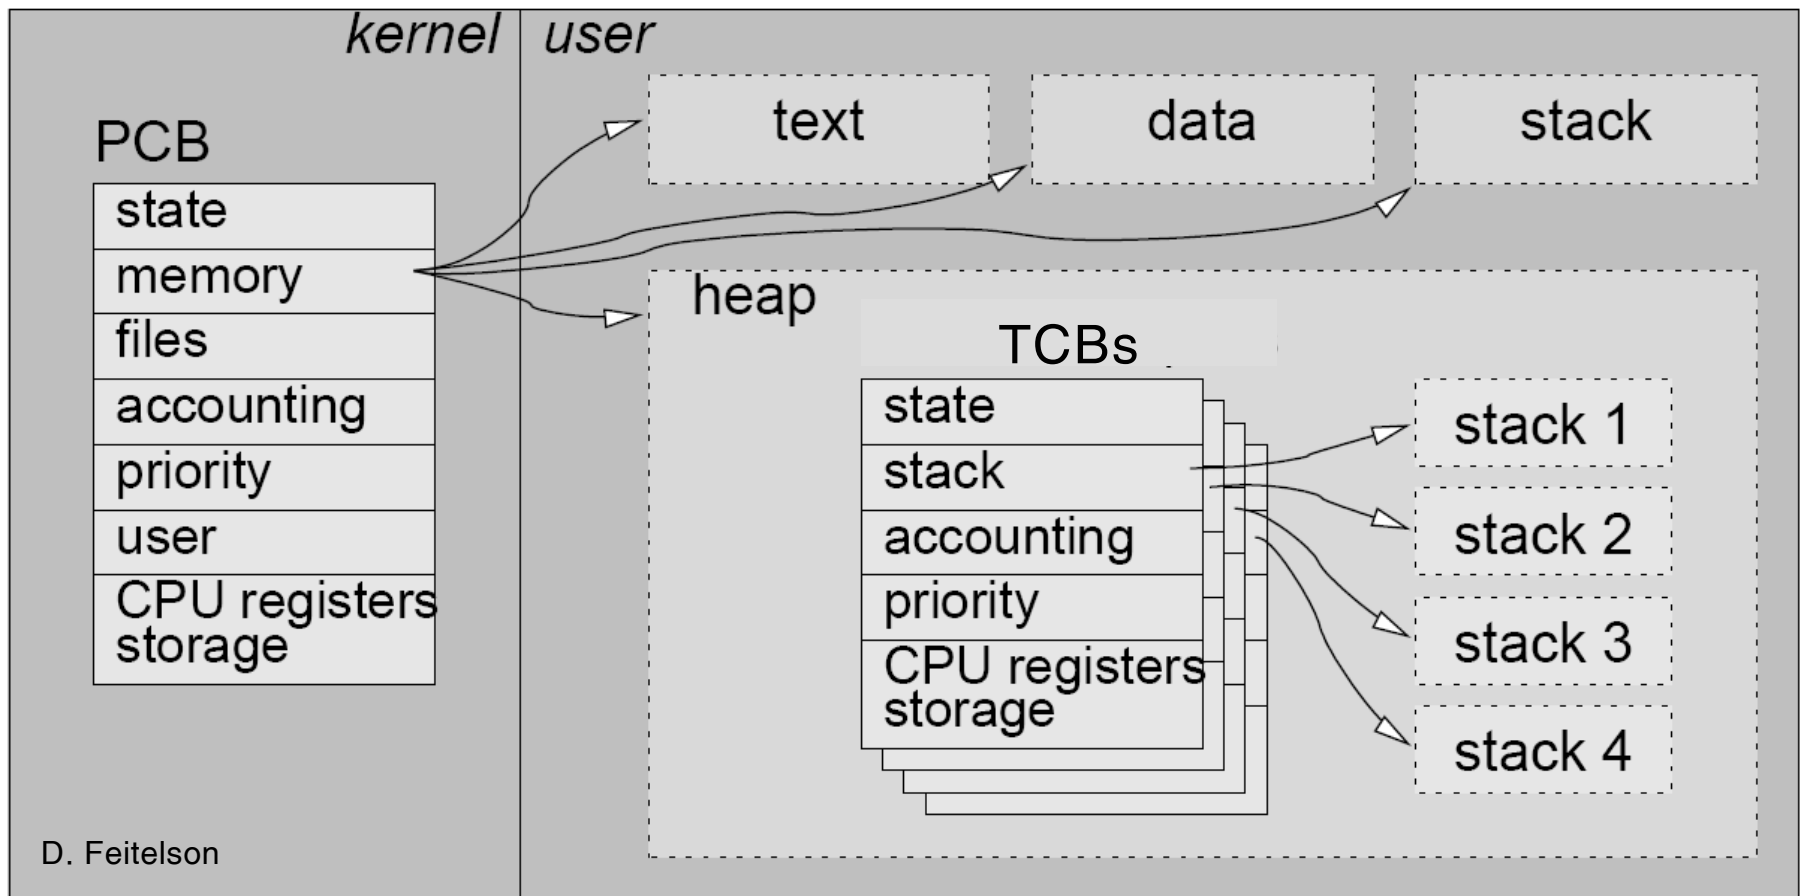 kernel
user
PCB
state
memory
files
accounting
priority
user
CPU registers
storage
text
data
stack
heap
TCBs
state
stack
accounting
priority
CPU registers
storage
stack 1
stack 2
stack 3
stack 4
D. Feitelson